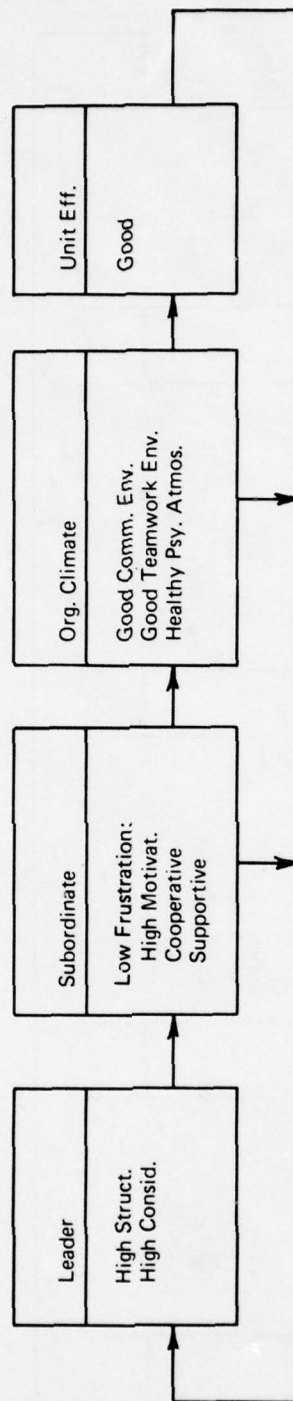 Leader
High Struct.
High Consid.
Subordinate
Low Frustration:
High Motivat.
Cooperative
Supportive
Org. Climate
Good Comm. Env.
Good Teamwork Env.
Healthy Psy. Atmos.
Unit Eff.
Good